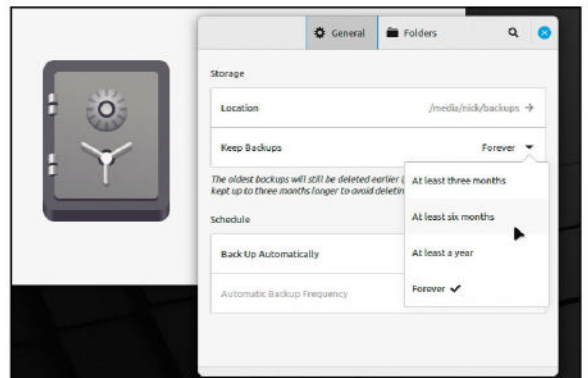 General Folders
Storage
Location /media/nick/backups
Keep Backups Forever
The oldest backups will still be deleted earlier
kept up to three months longer to avoid deletin
At least three months
At least six months
At least a year
Forever
Schedule
Back Up Automatically
Automatic Backup Frequency